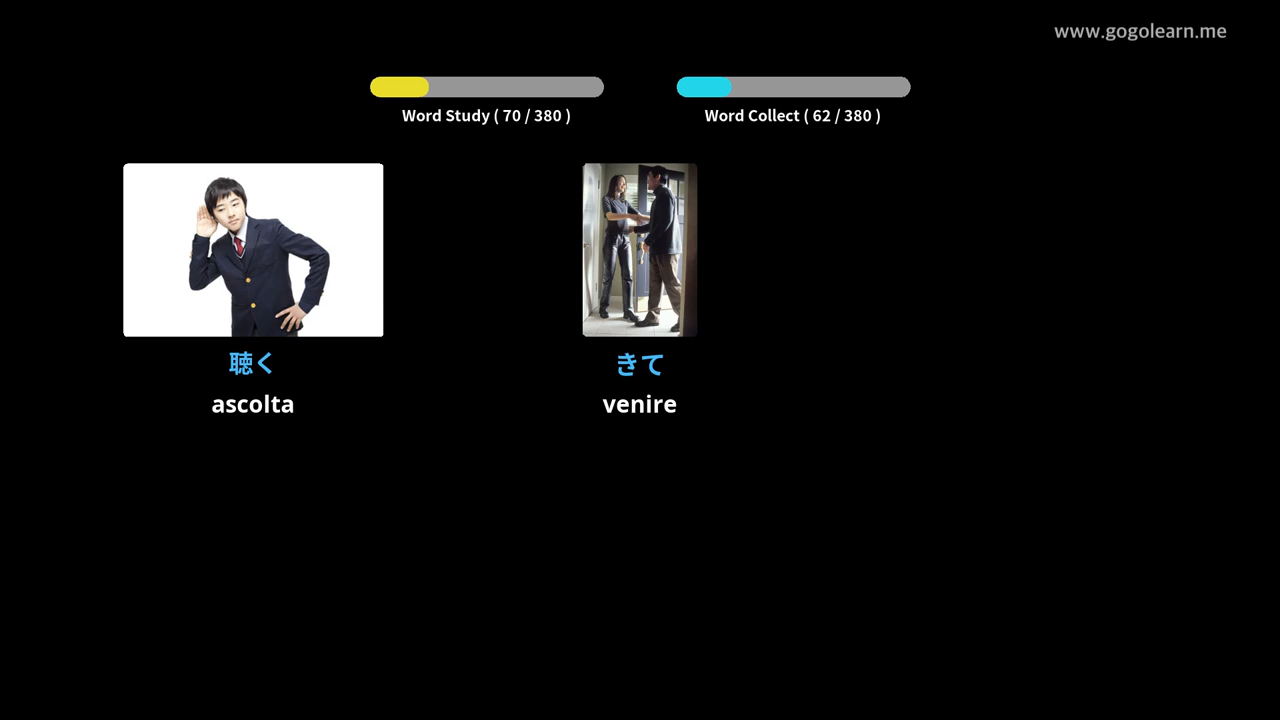 www.gogolearn.me
Word Study ( 70 / 380 )
Word Collect ( 62 / 380 )
聴く
きて
ascolta
venire